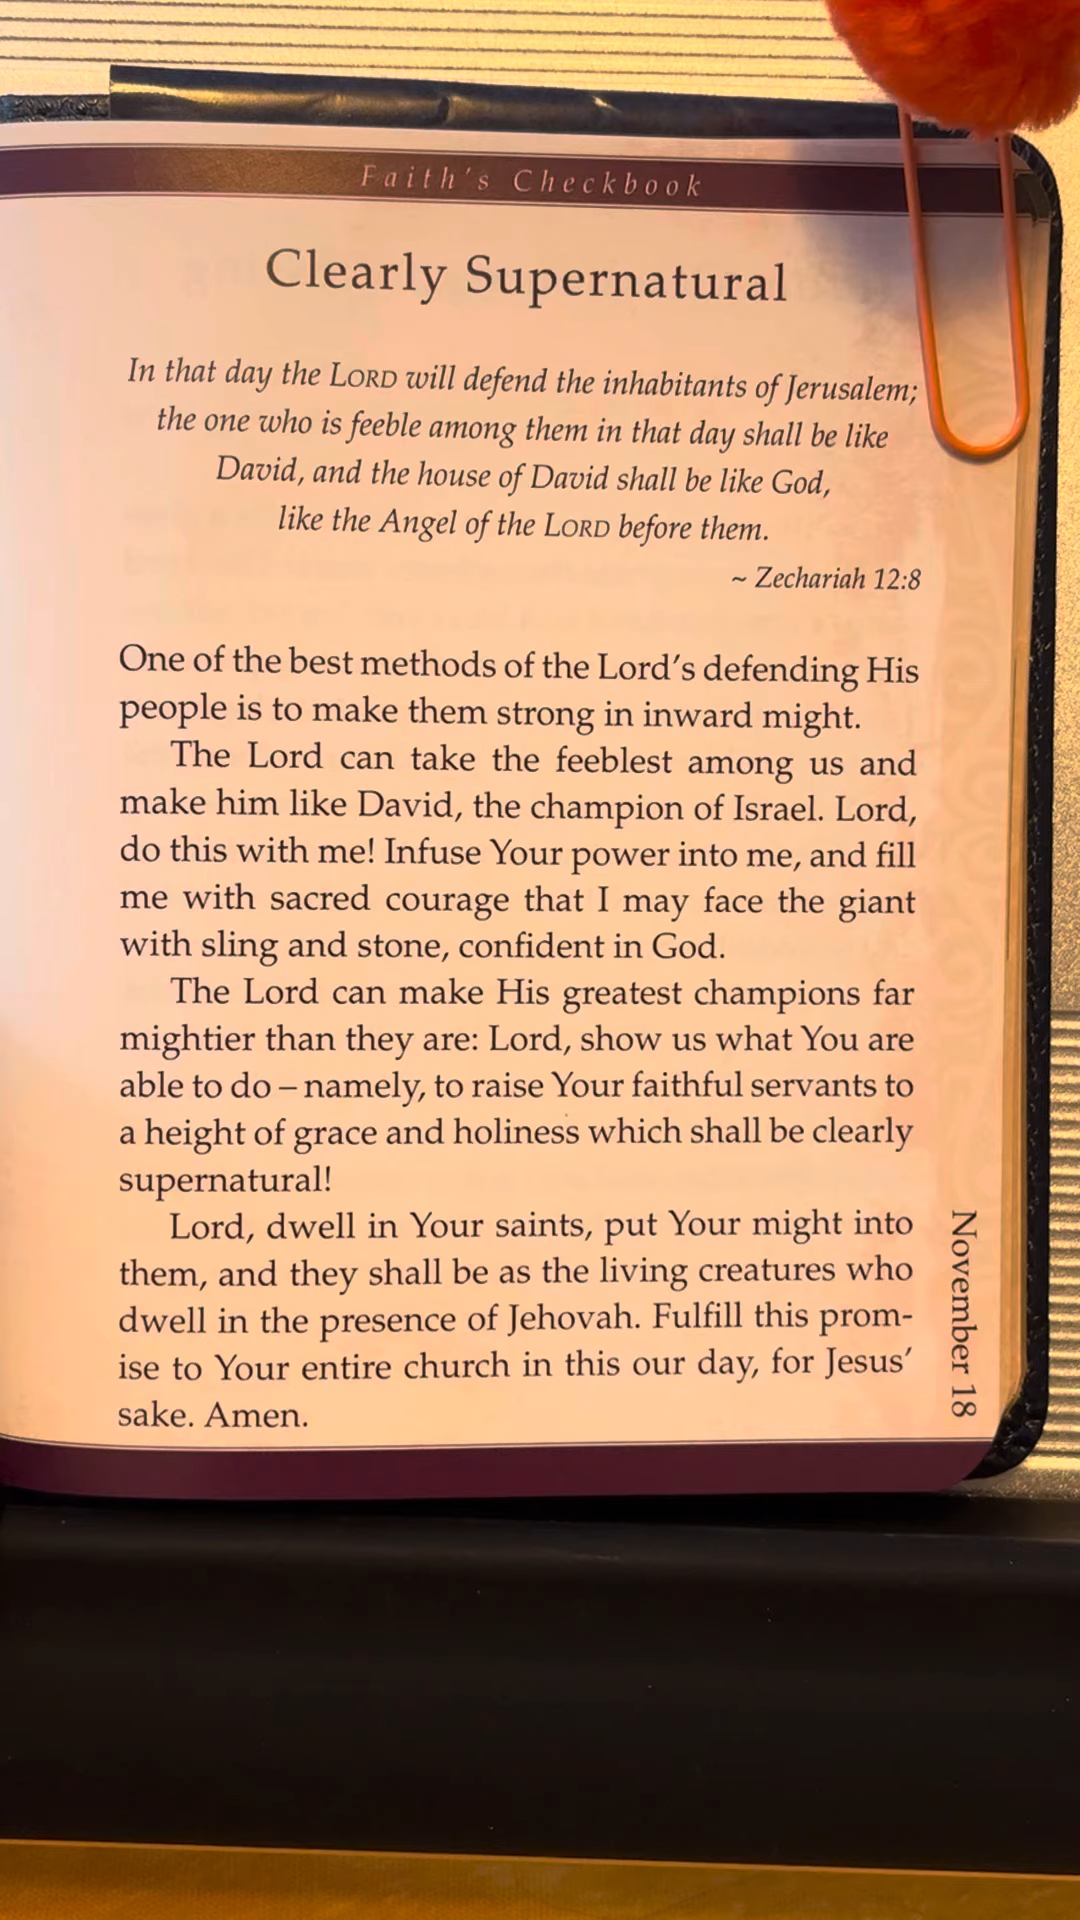 Faith's Checkbook
Clearly Supernatural
In that day the LORD will defend the inhabitants of Jerusalem;
the one who is feeble among them in that day shall be like
David, and the house of David shall be like God,
like the Angel of the LORD before them.
~ Zechariah 12:8
One of the best methods of the Lord's defending His
people is to make them strong in inward might.
The Lord can take the feeblest among us and
make him like David, the champion of Israel. Lord,
do this with me! Infuse Your power into me, and fill
me with sacred courage that I may face the giant
with sling and stone, confident in God.
The Lord can make His greatest champions far
mightier than they are: Lord, show us what You are
able to do – namely, to raise Your faithful servants to
a height of grace and holiness which shall be clearly
supernatural!
Lord, dwell in Your saints, put Your might into
them, and they shall be as the living creatures who
dwell in the presence of Jehovah. Fulfill this prom-
ise to Your entire church in this our day, for Jesus'
sake. Amen.
November 18